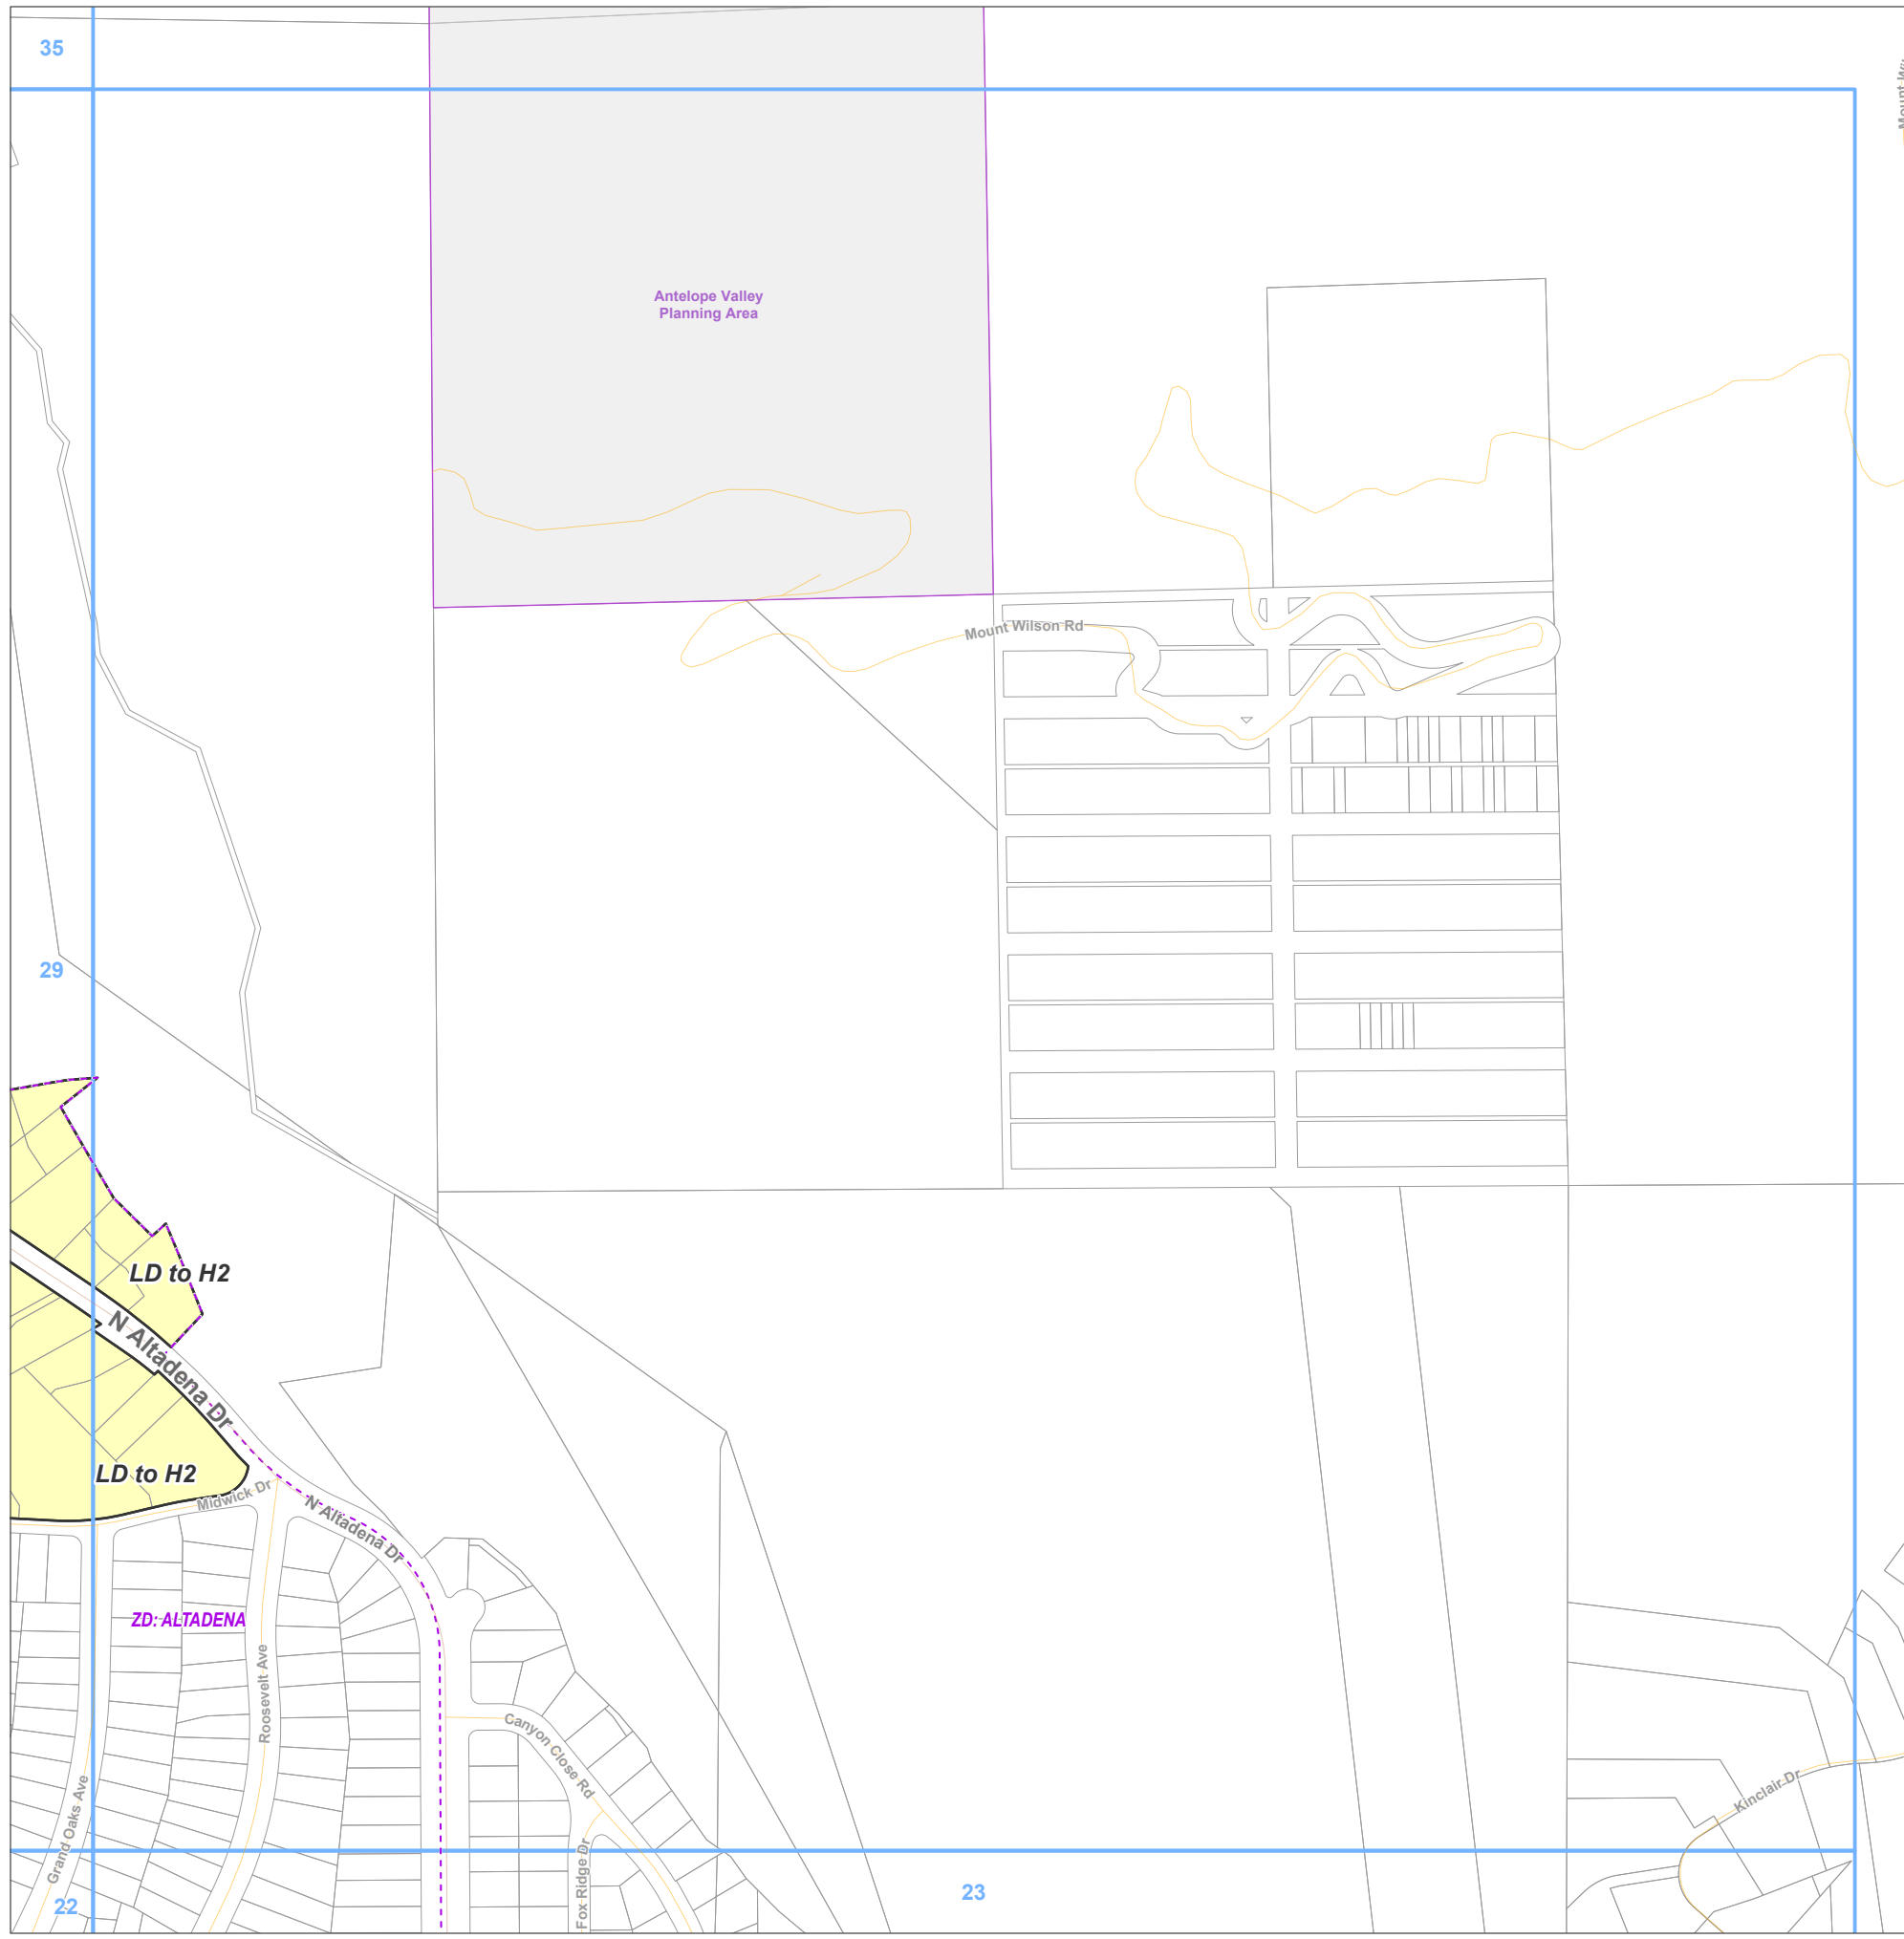 35
Mount Wil
Antelope Valley
Planning Area
Mount Wilson Rd
29
LD to H2
N Altadena Dr
LD to H2
Midwick Dr
N Altadena Dr
ZD: ALTADENA
Roosevelt Ave
Canyon Close Rd
Kinclair Dr
Grand Oaks Ave
Fox Ridge Dr
22
23